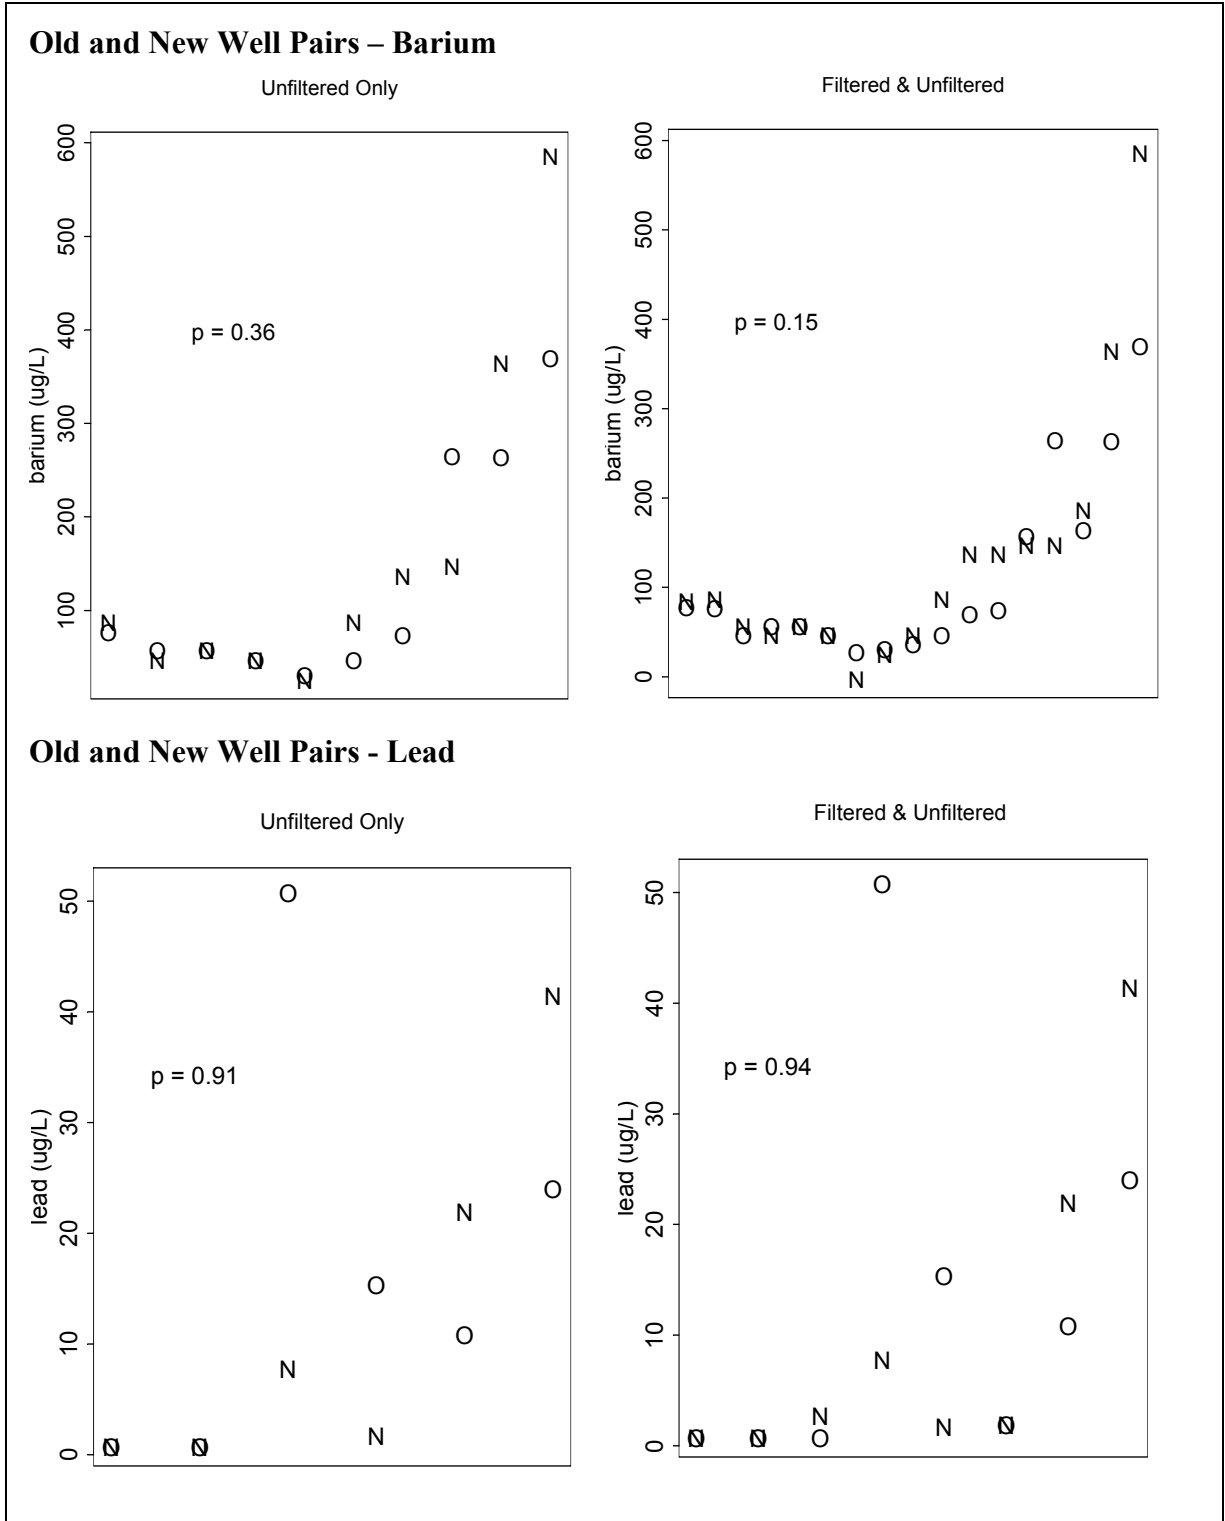 Old and New Well Pairs – Barium
Unfiltered Only
Filtered & Unfiltered
600
500
400
300
200
100
barium (ug/L)
p = 0.36
N N N N N N N N N N
O O O O O O O O O O
600
500
400
300
200
100
0
barium (ug/L)
p = 0.15
N N N N N N N N N N N N N N N N N
O O O O O O O O O O O O O O O O O
Old and New Well Pairs - Lead
Unfiltered Only
Filtered & Unfiltered
50
40
30
20
10
0
lead (ug/L)
p = 0.91
N N N N N N
O O O O O O
50
40
30
20
10
0
lead (ug/L)
p = 0.94
N N N N N N N N
O O O O O O O O